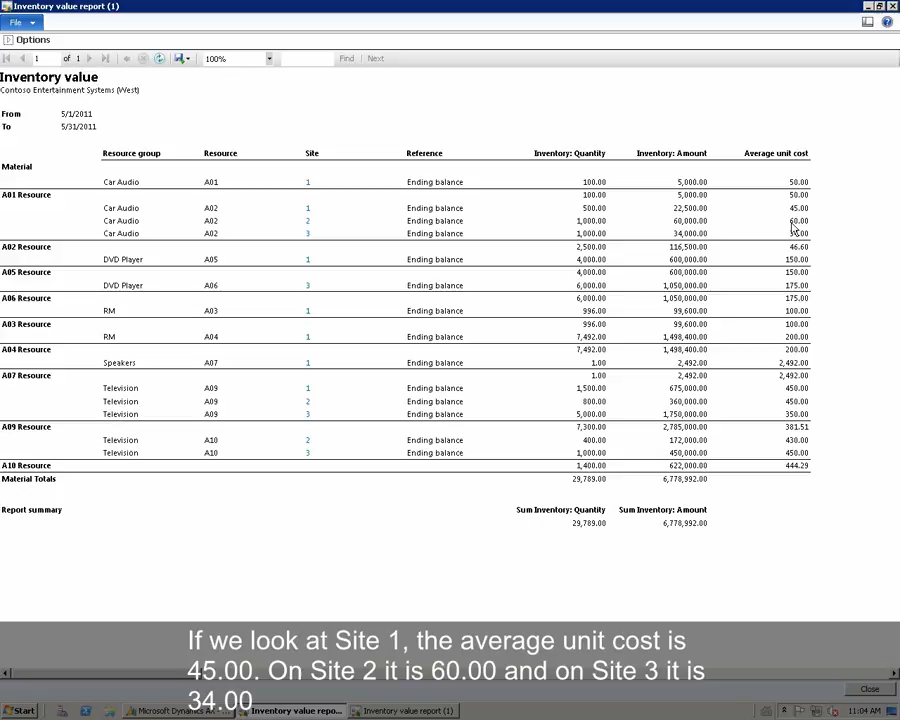 Inventory value report (1)
File
Options
1 of 1 100% Find Next
Inventory value
Contoso Entertainment Systems (West)
From 5/1/2011
To 5/31/2011
Resource group Resource Site Reference Inventory: Quantity Inventory: Amount Average unit cost
Material
Car Audio A01 1 Ending balance 100.00 5,000.00 50.00
A01 Resource 100.00 5,000.00 50.00
Car Audio A02 1 Ending balance 500.00 22,500.00 45.00
Car Audio A02 2 Ending balance 1,000.00 60,000.00 60.00
Car Audio A02 3 Ending balance 1,000.00 34,000.00 34.00
A02 Resource 2,500.00 116,500.00 46.60
DVD Player A05 1 Ending balance 4,000.00 600,000.00 150.00
A05 Resource 4,000.00 600,000.00 150.00
DVD Player A06 3 Ending balance 6,000.00 1,050,000.00 175.00
A06 Resource 6,000.00 1,050,000.00 175.00
RM A03 1 Ending balance 996.00 99,600.00 100.00
A03 Resource 996.00 99,600.00 100.00
RM A04 1 Ending balance 7,492.00 1,498,400.00 200.00
A04 Resource 7,492.00 1,498,400.00 200.00
Speakers A07 1 Ending balance 1.00 2,492.00 2,492.00
A07 Resource 1.00 2,492.00 2,492.00
Television A09 1 Ending balance 1,500.00 675,000.00 450.00
Television A09 2 Ending balance 800.00 360,000.00 450.00
Television A09 3 Ending balance 5,000.00 1,750,000.00 350.00
A09 Resource 7,300.00 2,785,000.00 381.51
Television A10 2 Ending balance 400.00 172,000.00 430.00
Television A10 3 Ending balance 1,000.00 450,000.00 450.00
A10 Resource 1,400.00 622,000.00 444.29
Material Totals 29,789.00 6,778,992.00
Report summary Sum Inventory: Quantity Sum Inventory: Amount
29,789.00 6,778,992.00
If we look at Site 1, the average unit cost is
45.00. On Site 2 it is 60.00 and on Site 3 it is
34.00
Close
Start Microsoft Dynamics Inventory value repo... Inventory value report (1) 11:04 AM